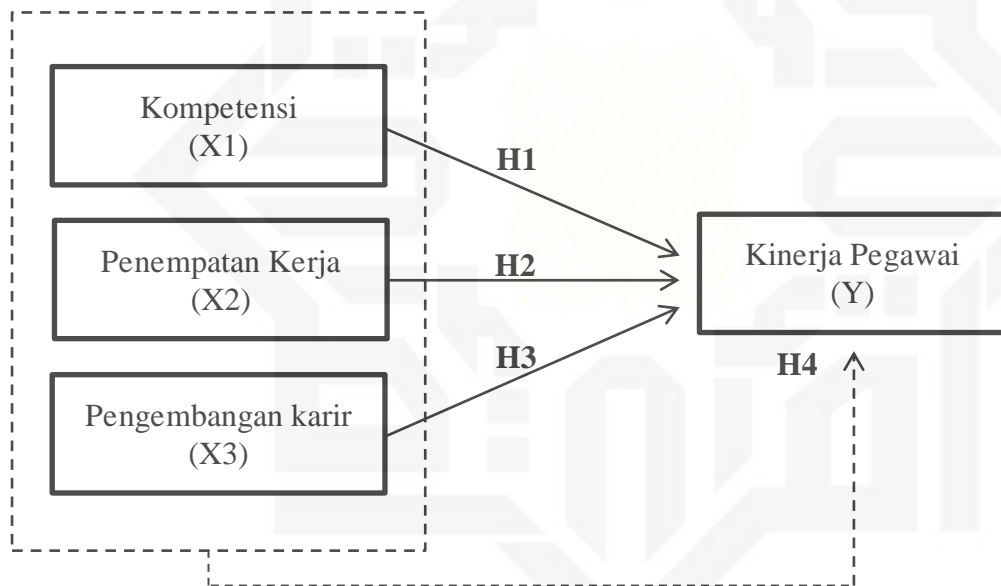 Kompetensi
(X1)
H1
Penempatan Kerja
(X2)
H2
Kinerja Pegawai
(Y)
H3
H4
Pengembangan karir
(X3)